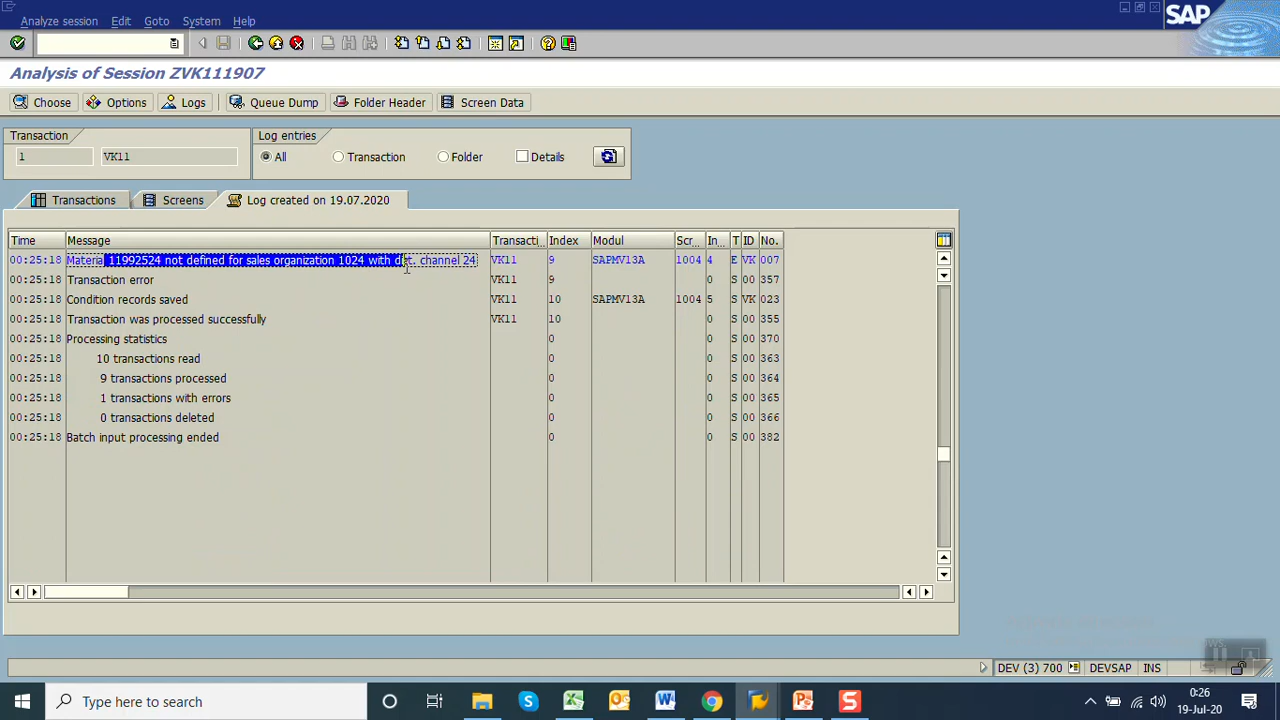 Analyze session Edit Goto System Help
SAP
Analysis of Session ZVK111907
Choose Options Logs Queue Dump Folder Header Screen Data
Transaction
1 VK11
Log entries
All Transaction Folder Details
Transactions Screens Log created on 19.07.2020
Time Message Transacti.. Index Modul Scr... In... T ID No.
00:25:18 Material 11992524 not defined for sales organization 1024 with dist. channel 24 VK11 9 SAPMV13A 1004 4 E VK 007
00:25:18 Transaction error VK11 9 0 S 00 357
00:25:18 Condition records saved VK11 10 SAPMV13A 1004 5 S VK 023
00:25:18 Transaction was processed successfully VK11 10 0 S 00 355
00:25:18 Processing statistics 0 0 S 00 370
00:25:18 10 transactions read 0 0 S 00 363
00:25:18 9 transactions processed 0 0 S 00 364
00:25:18 1 transactions with errors 0 0 S 00 365
00:25:18 0 transactions deleted 0 0 S 00 366
00:25:18 Batch input processing ended 0 0 S 00 382
DEV (3) 700 DEVSAP INS
Type here to search
0:26
19-Jul-20